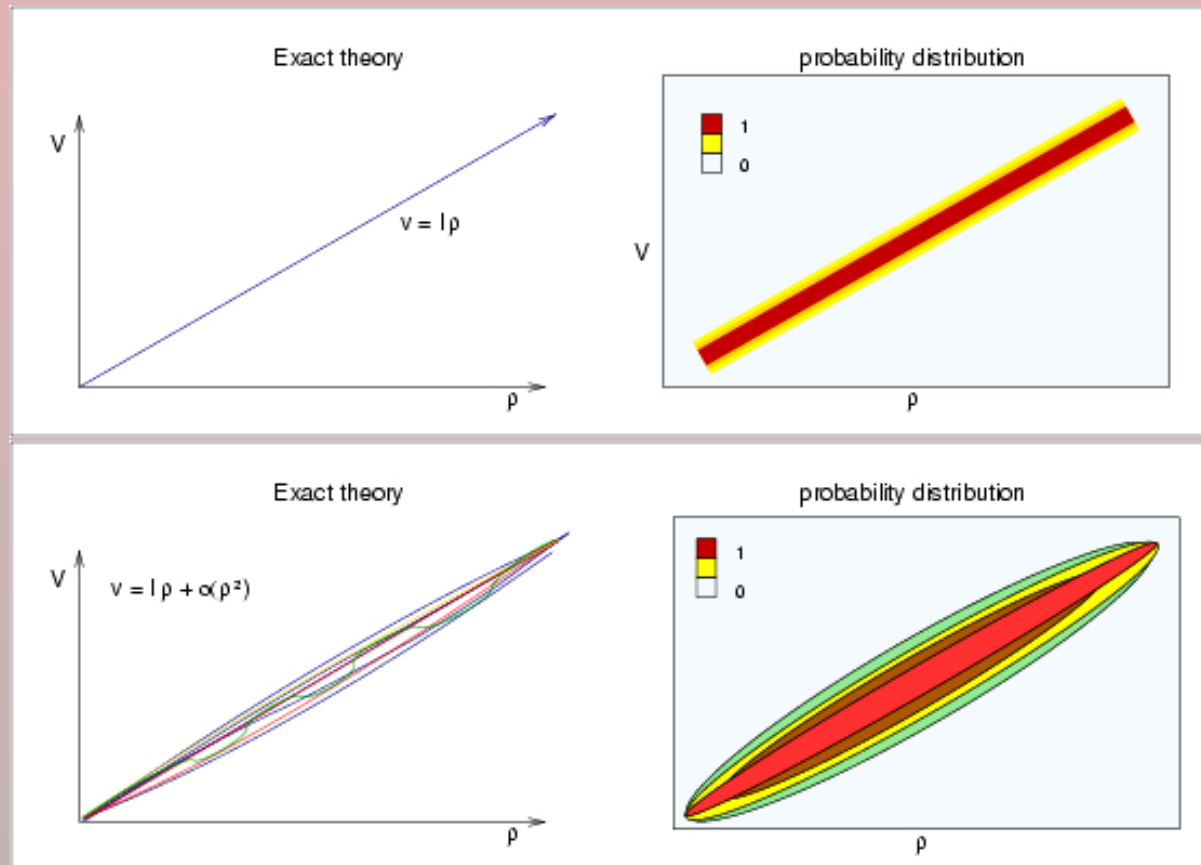 Exact theory
probability distribution
V
v = l ρ
ρ
1
0
V
ρ
Exact theory
probability distribution
V
v = l ρ + o(ρ²)
ρ
1
0
ρ